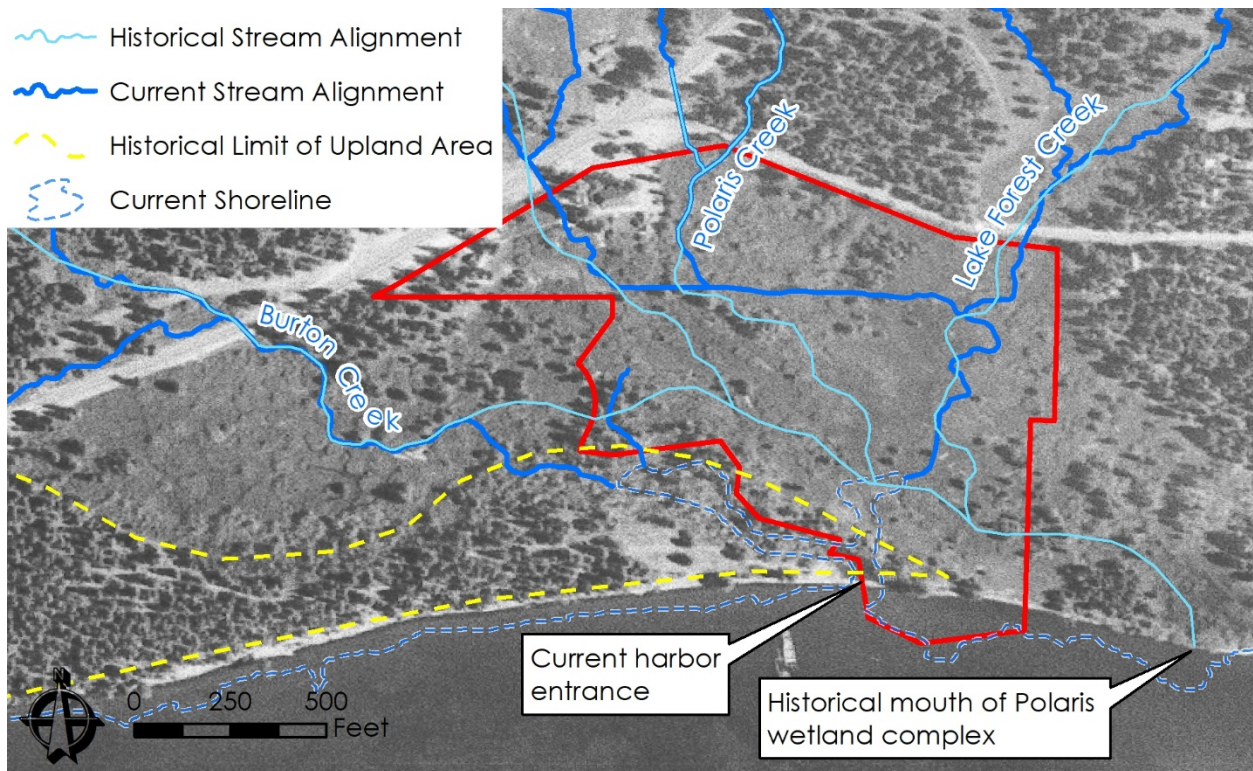 Historical Stream Alignment
Current Stream Alignment
Historical Limit of Upland Area
Current Shoreline
Polaris Creek
Lake Forest Creek
Burton
Creek
Current harbor
entrance
Historical mouth of Polaris
wetland complex
N
0 250 500
Feet